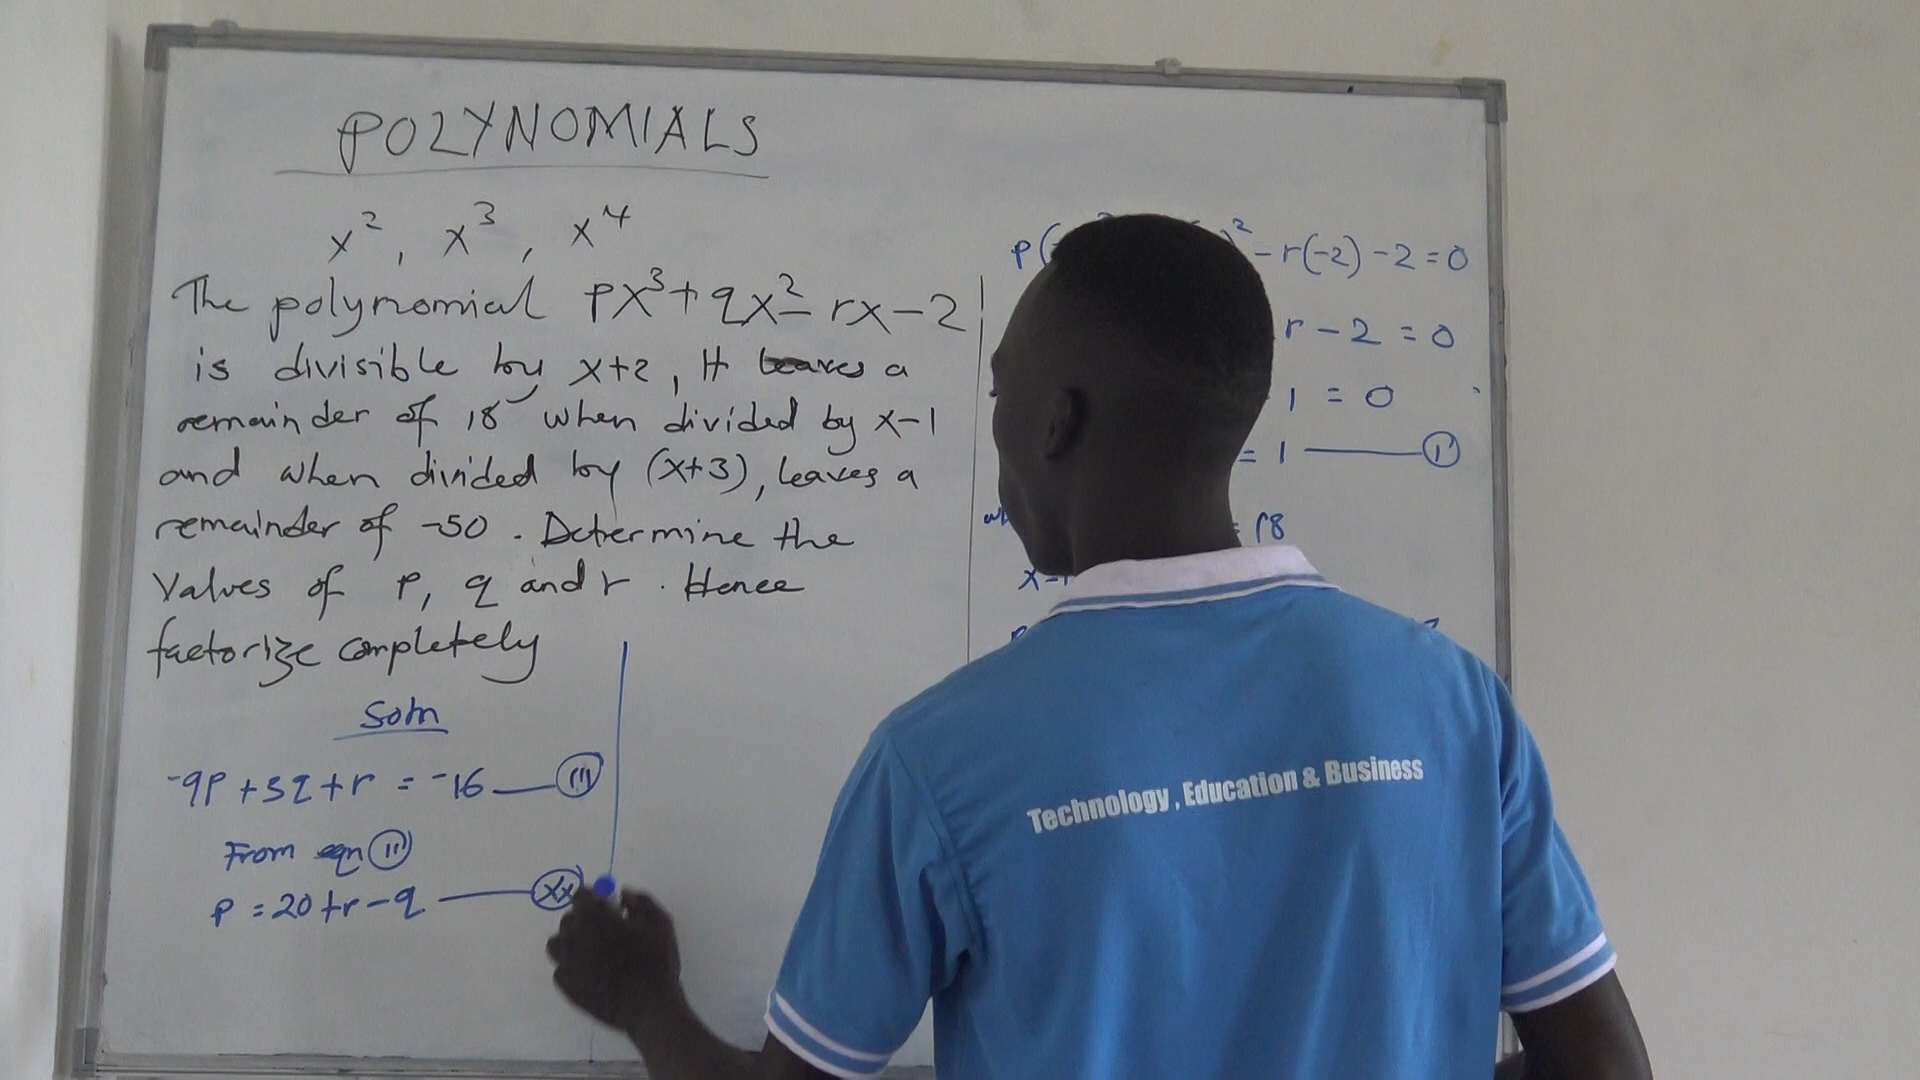 POLYNOMIALS
x², x³, x⁴
The polynomial px³+qx²-rx-2
is divisible by x+2, It leaves a
remainder of 18 when divided by x-1
and when divided by (x+3), leaves a
remainder of -50. Determine the
Values of p, q and r. Hence
factorize completely
Soln
-9p+3q+r = -16 (iii)
From eqn (ii)
p = 20+r-q (xx)
p( ² -r(-2)-2=0
r-2=0
1=0
=1 (i)
18
Technology, Education & Business